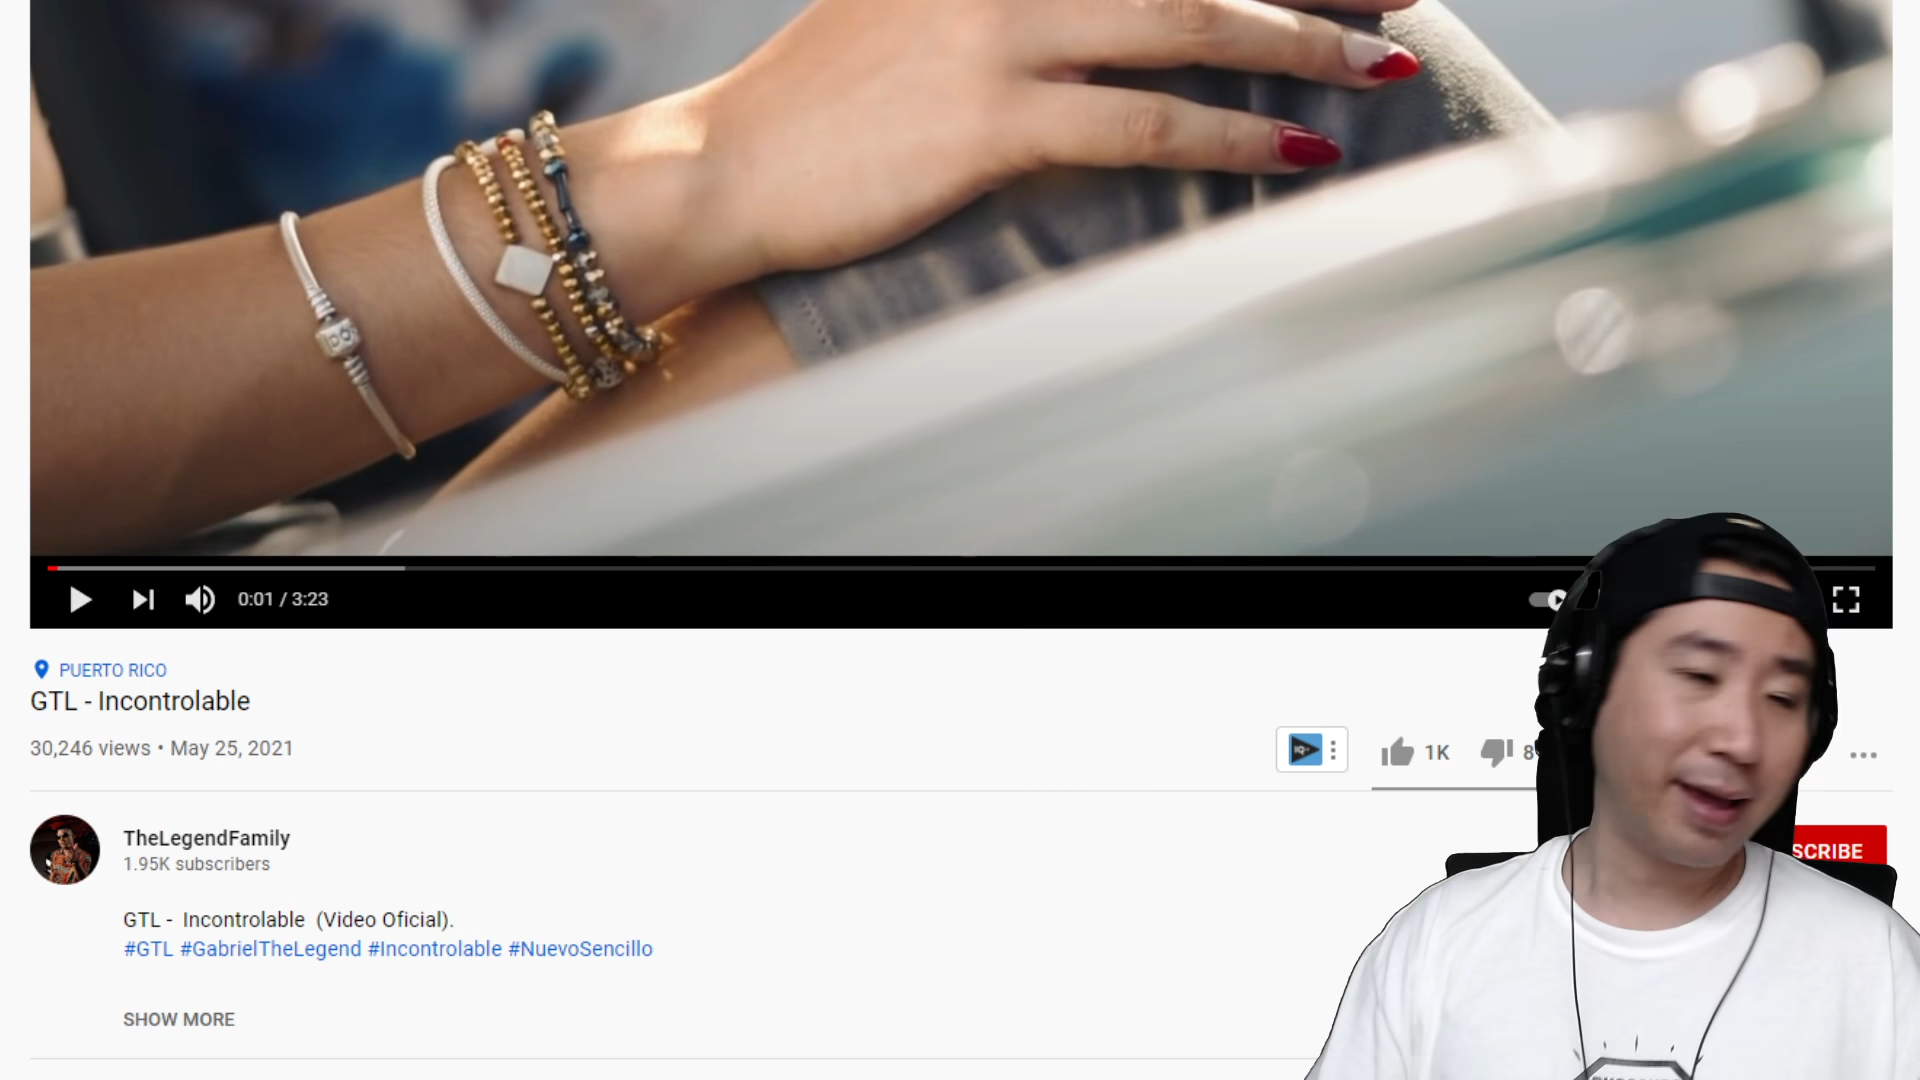 0:01 / 3:23
PUERTO RICO
GTL - Incontrolable
30,246 views • May 25, 2021
1K
TheLegendFamily
1.95K subscribers
SCRIBE
GTL - Incontrolable (Video Oficial).
#GTL #GabrielTheLegend #Incontrolable #NuevoSencillo
SHOW MORE